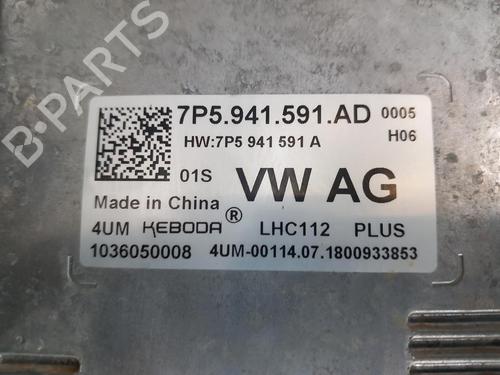 7P5.941.591.AD 0005
HW:7P5 941 591 A H06
01S VW AG
Made in China
4UM KEBODA® LHC112 PLUS
1036050008 4UM-00114.07.1800933853
B-PARTS